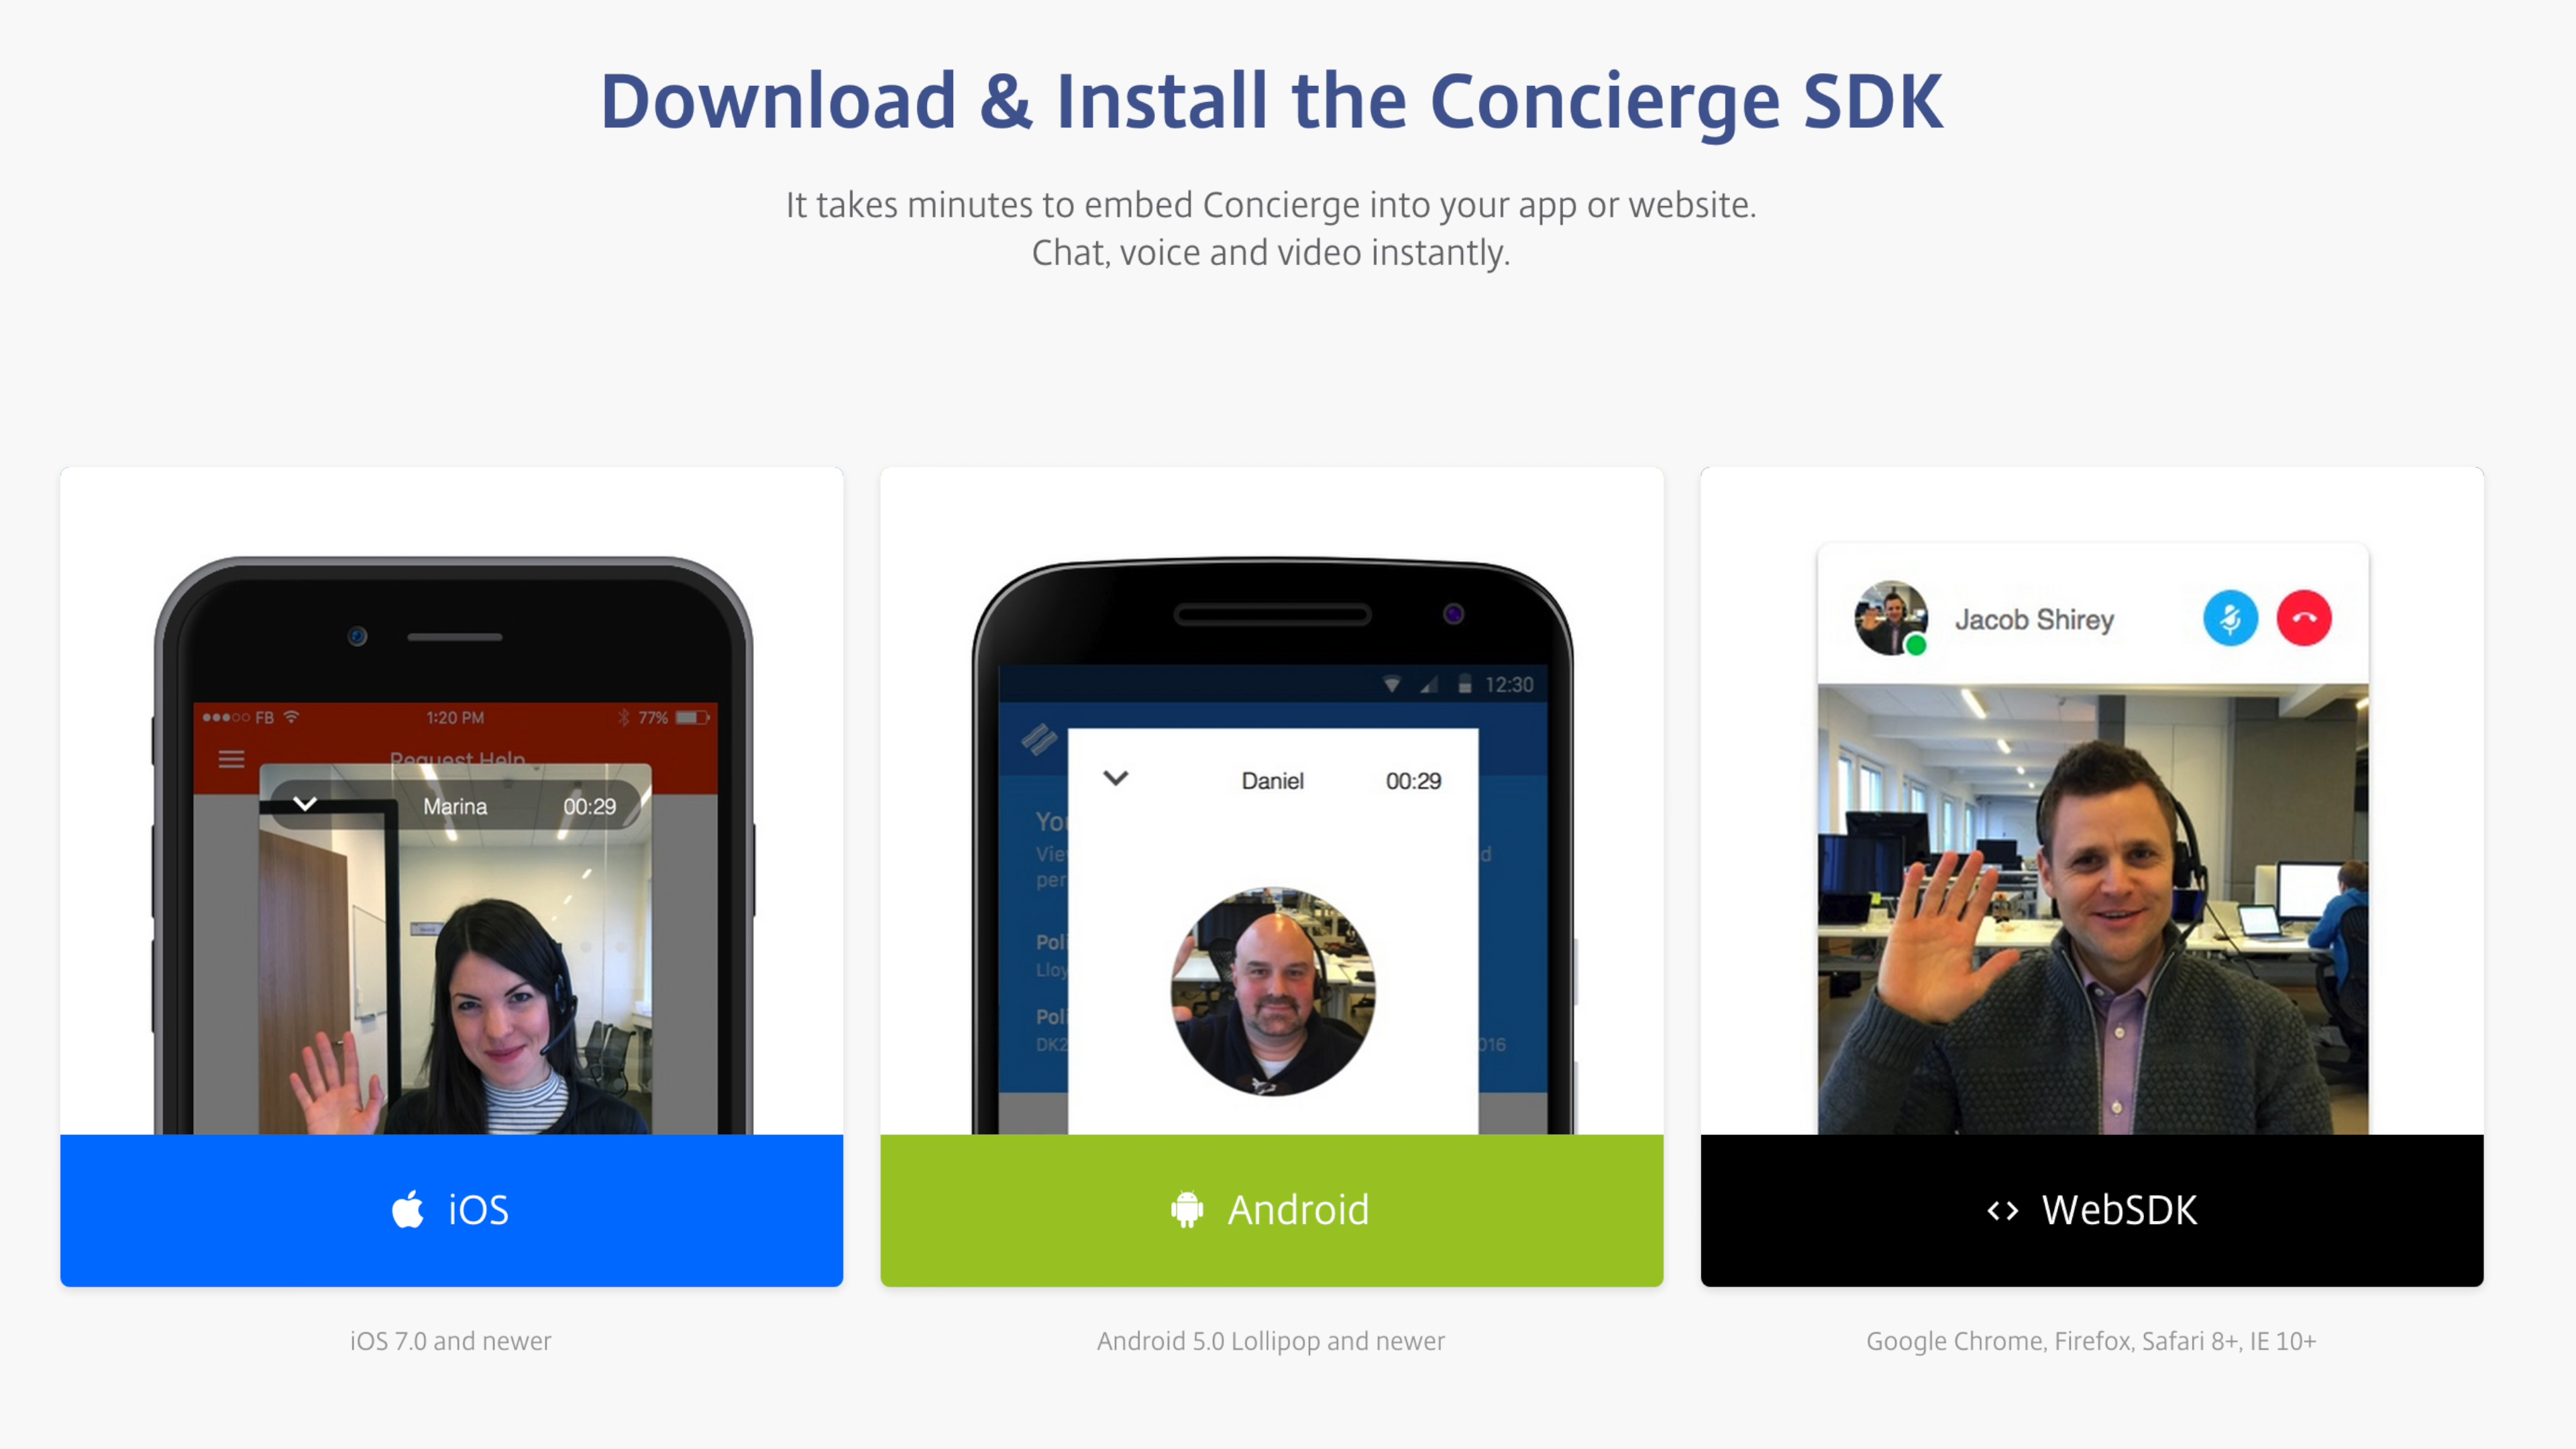 Download & Install the Concierge SDK
It takes minutes to embed Concierge into your app or website.
Chat, voice and video instantly.
FB
1:20 PM
77%
Request Help
Marina
00:29
12:30
Daniel
00:29
Jacob Shirey
iOS
Android
<> WebSDK
iOS 7.0 and newer
Android 5.0 Lollipop and newer
Google Chrome, Firefox, Safari 8+, IE 10+